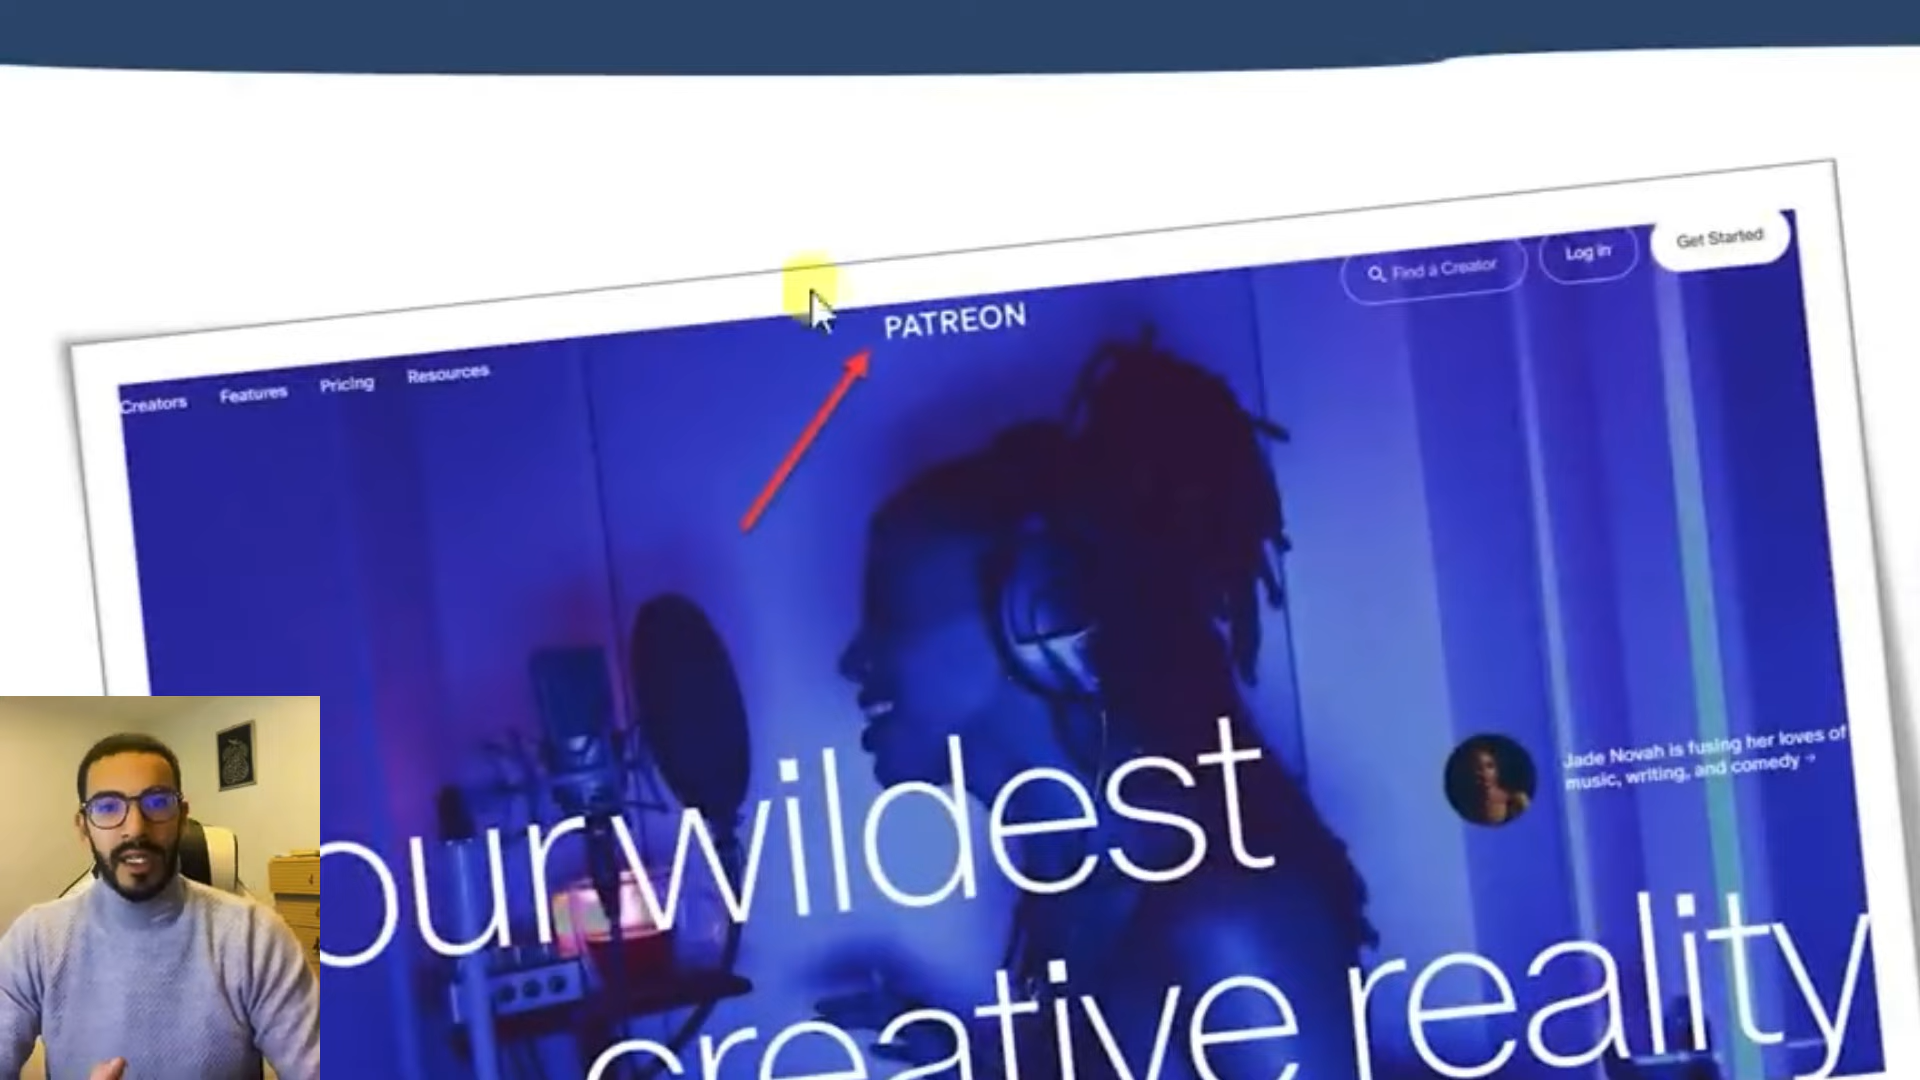 PATREON
Find a Creator
Log in
Get Started
Creators
Features
Pricing
Resources
Jade Novah is fusing her loves of
music, writing, and comedy →
our wildest
creative reality